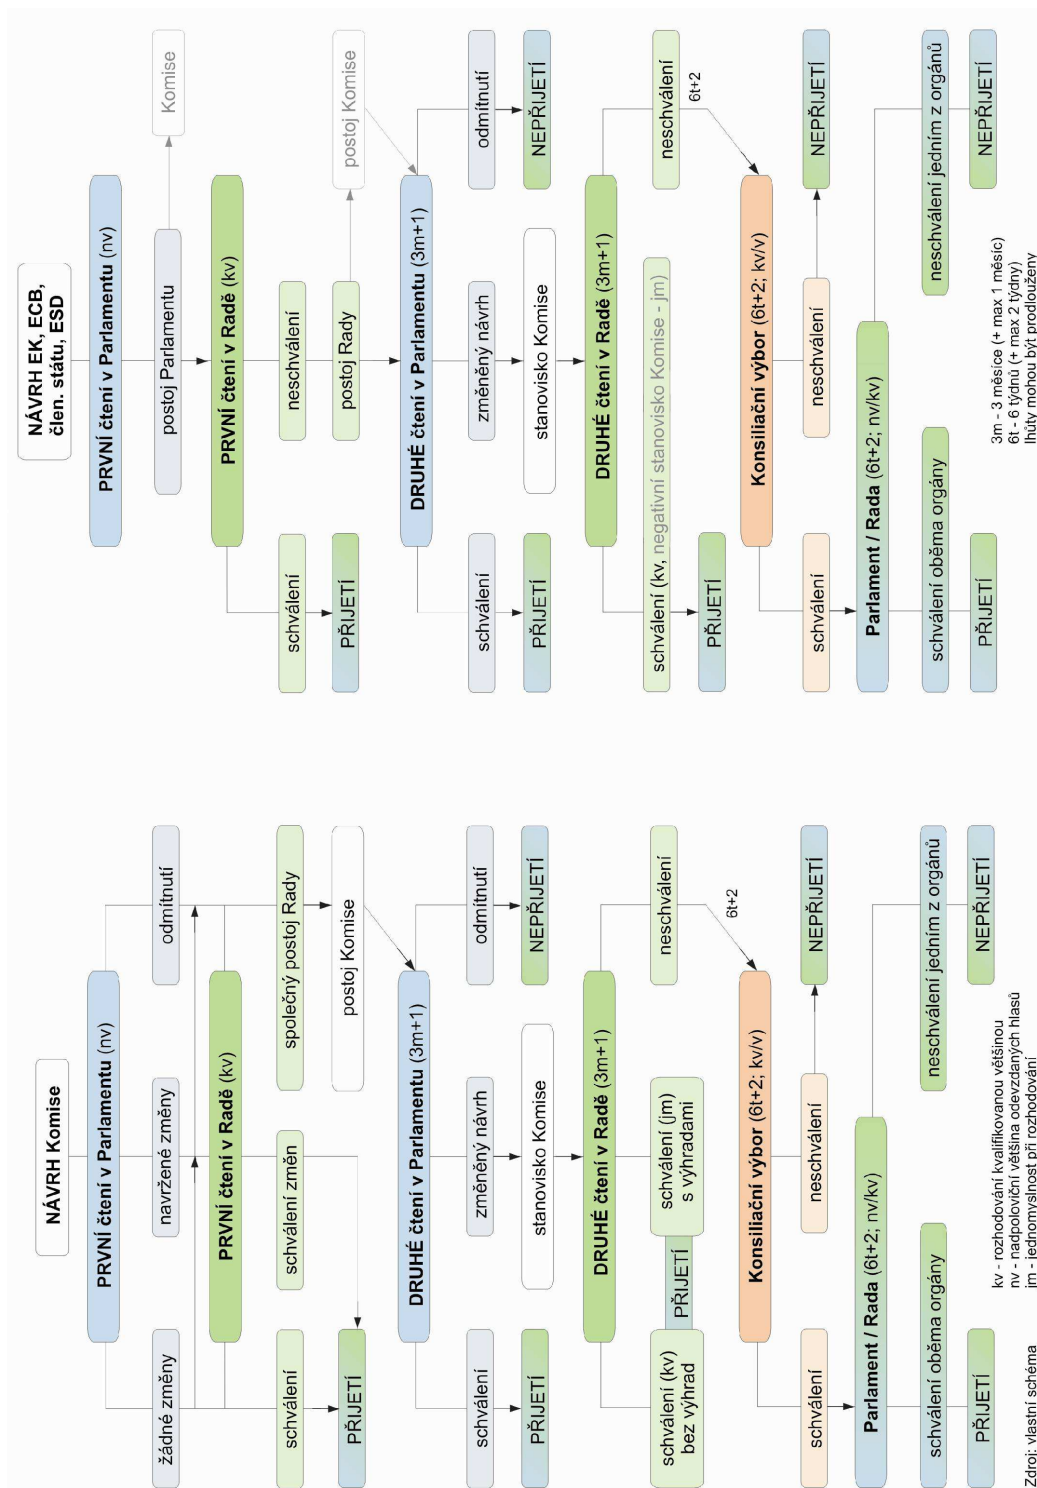 NÁVRH Komise
PRVNÍ čtení v Parlamentu (nv)
žádné změny
navržené změny
odmítnutí
PRVNÍ čtení v Radě (kv)
schválení
schválení změn
společný postoj Rady
PŘIJETÍ
postoj Komise
DRUHÉ čtení v Parlamentu (3m+1)
schválení
změněný návrh
odmítnutí
PŘIJETÍ
stanovisko Komise
NEPŘIJETÍ
DRUHÉ čtení v Radě (3m+1)
schválení (kv)
bez výhrad
PŘIJETÍ
schválení (jm)
s výhradami
neschválení
6t+2
Konsiliační výbor (6t+2; kv/v)
schválení
neschválení
NEPŘIJETÍ
Parlament / Rada (6t+2; nv/kv)
schválení oběma orgány
neschválení jedním z orgánů
PŘIJETÍ
NEPŘIJETÍ
kv - rozhodování kvalifikovanou většinou
nv - nadpoloviční většina odevzdaných hlasů
jm - jednomyslnost při rozhodování
Zdroj: vlastní schéma
NÁVRH EK, ECB,
člen. státu, ESD
PRVNÍ čtení v Parlamentu (nv)
postoj Parlamentu
Komise
PRVNÍ čtení v Radě (kv)
schválení
neschválení
PŘIJETÍ
postoj Rady
postoj Komise
DRUHÉ čtení v Parlamentu (3m+1)
schválení
změněný návrh
odmítnutí
PŘIJETÍ
stanovisko Komise
NEPŘIJETÍ
DRUHÉ čtení v Radě (3m+1)
schválení (kv, negativní stanovisko Komise - jm)
neschválení
PŘIJETÍ
6t+2
Konsiliační výbor (6t+2; kv/v)
schválení
neschválení
NEPŘIJETÍ
Parlament / Rada (6t+2; nv/kv)
schválení oběma orgány
neschválení jedním z orgánů
PŘIJETÍ
NEPŘIJETÍ
3m - 3 měsíce (+ max 1 měsíc)
6t - 6 týdnů (+ max 2 týdny)
lhůty mohou být prodlouženy